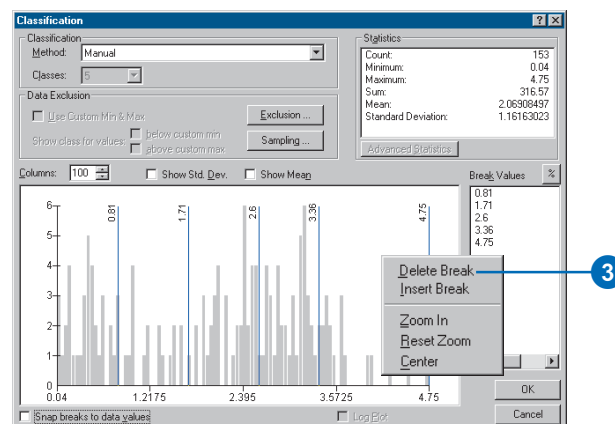 Classification
Classification
Method: Manual
Classes: 5
Data Exclusion
Use Custom Min & Max
Exclusion ...
Show class for values:
below custom min
above custom max
Sampling ...
Statistics
Count: 153
Minimum: 0.04
Maximum: 4.75
Sum: 316.57
Mean: 2.06908497
Standard Deviation: 1.16163023
Advanced Statistics
Columns: 100
Show Std. Dev.
Show Mean
Break Values
%
0.81
1.71
2.6
3.36
4.75
6
5
4
3
2
1
0
0.81
1.71
2.6
3.36
4.75
0.04
1.2175
2.395
3.5725
4.75
Delete Break
Insert Break
Zoom In
Reset Zoom
Center
3
OK
Cancel
Snap breaks to data values
Log Plot